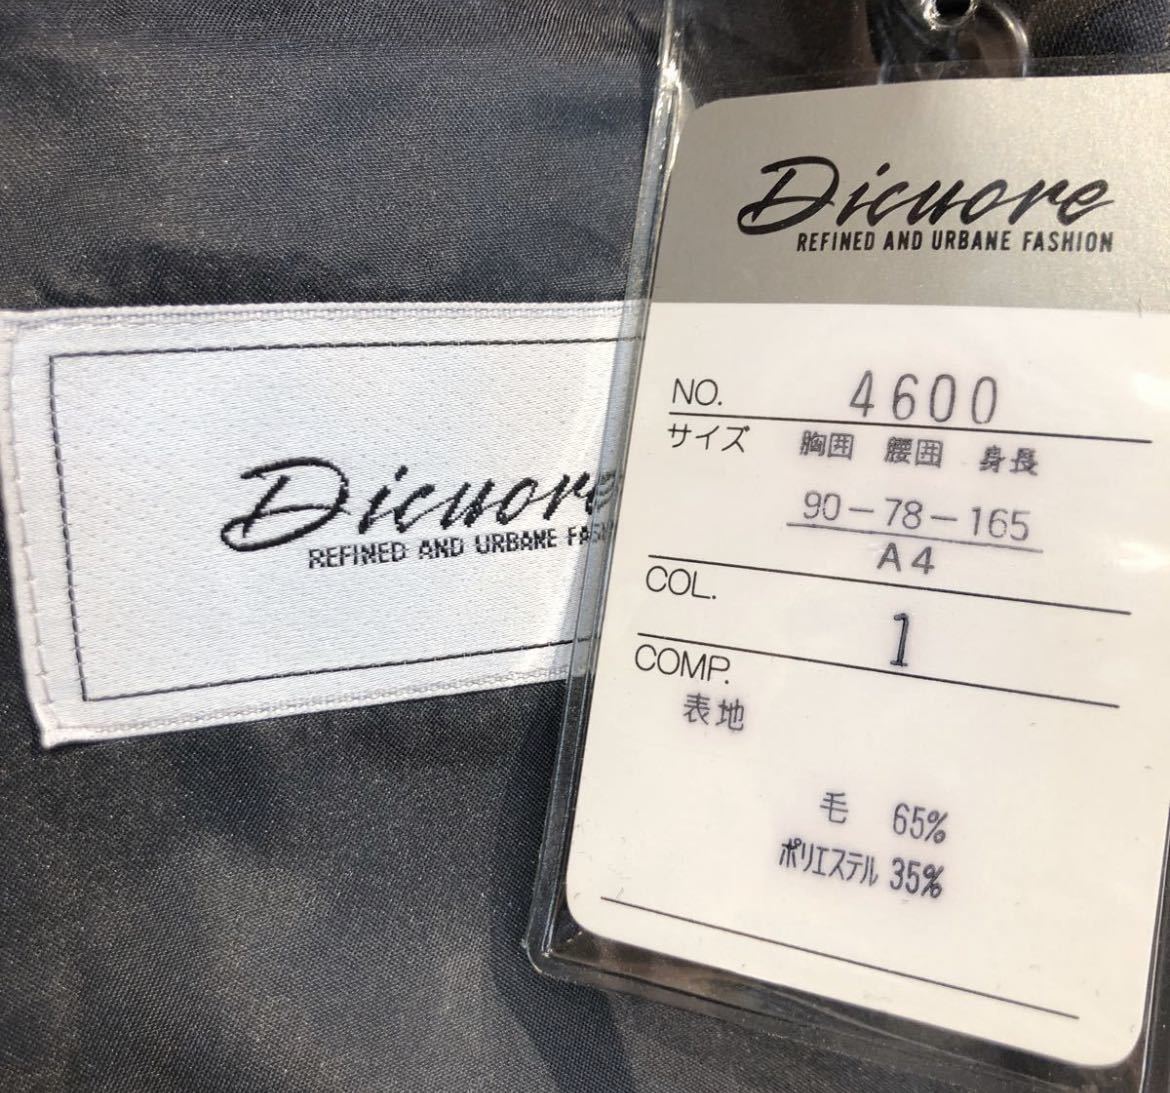 Dicuore
REFINED AND URBANE FASHION
NO. 4600
サイズ 胸囲 腰囲 身長
90-78-165
A4
COL.
1
COMP.
表地
毛 65%
ポリエステル 35%
Dicuore
REFINED AND URBANE FASH